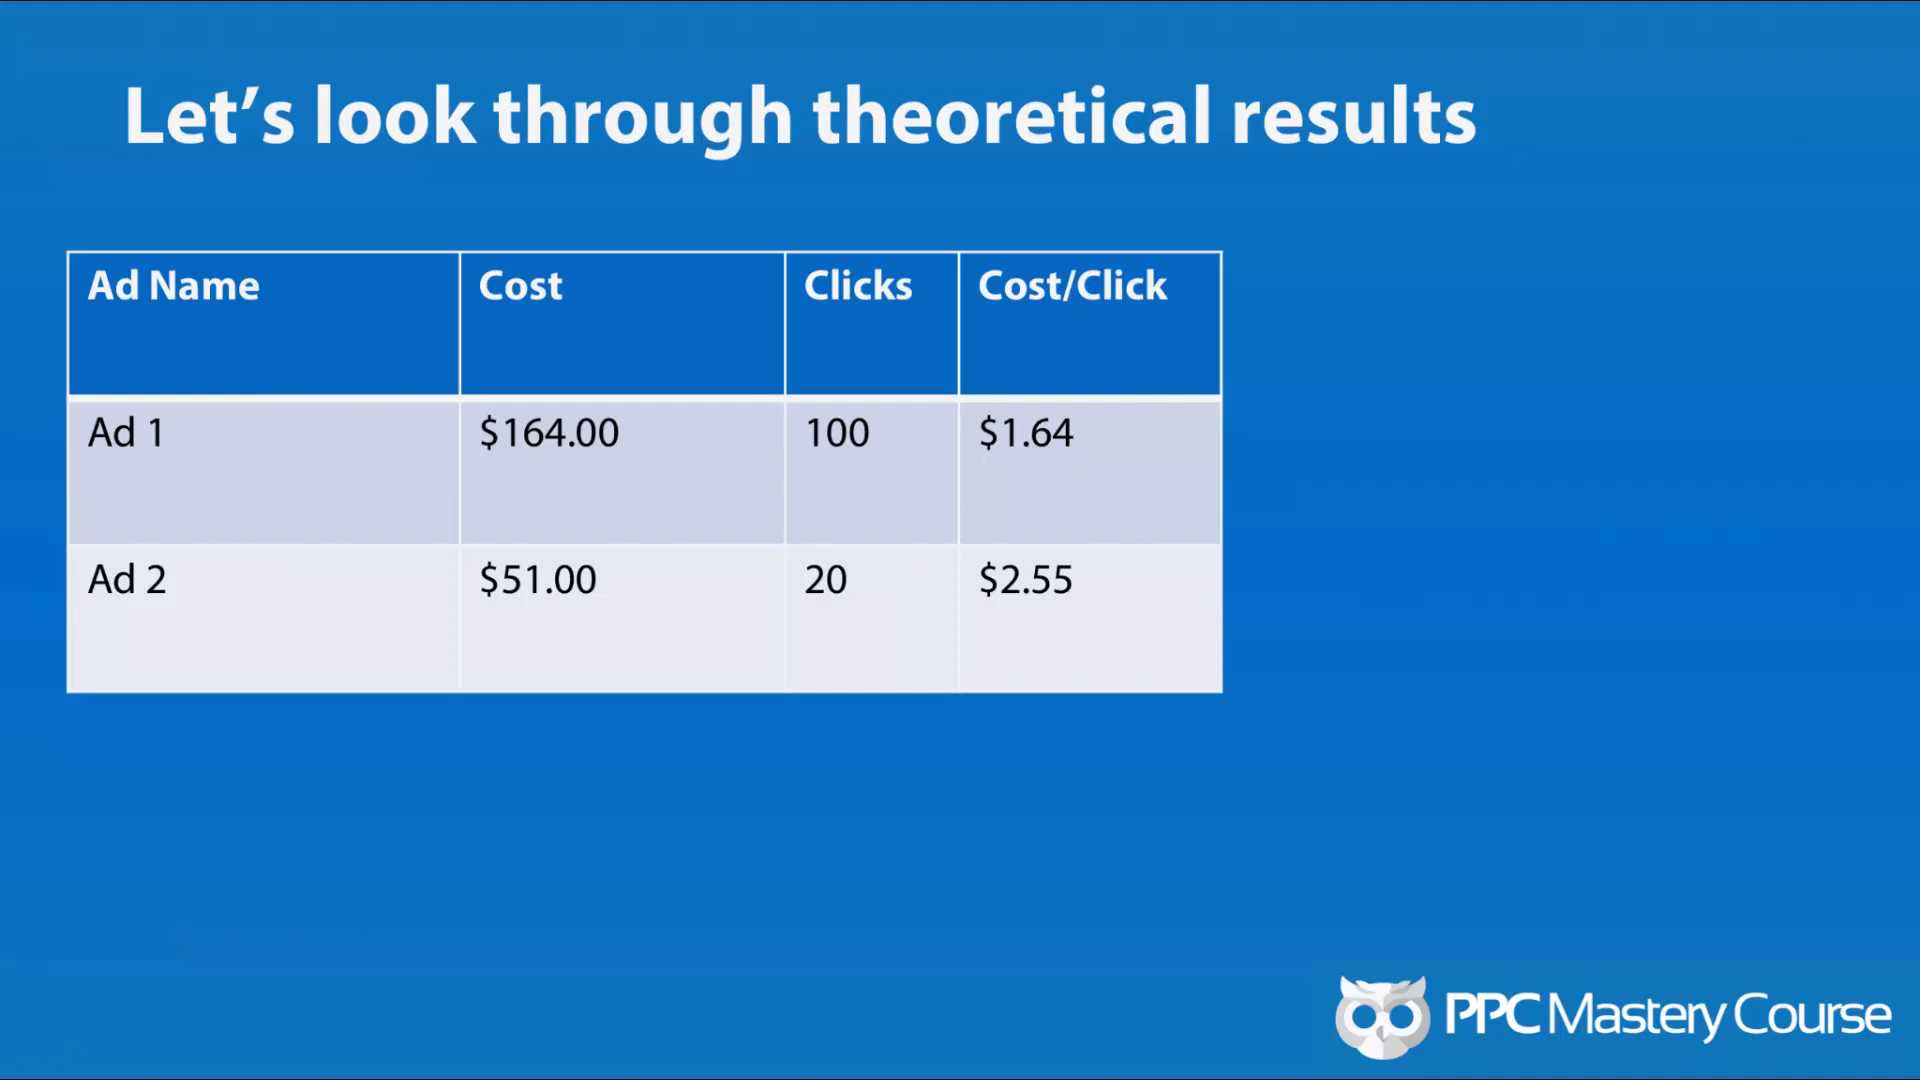 Let’s look through theoretical results
Ad Name Cost Clicks Cost/Click
Ad 1 $164.00 100 $1.64
Ad 2 $51.00 20 $2.55
PPC Mastery Course